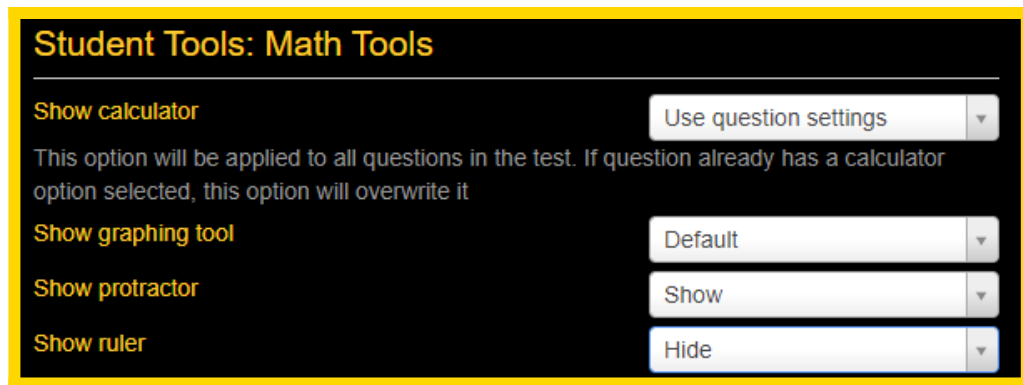 Student Tools: Math Tools
Show calculator
Use question settings
This option will be applied to all questions in the test. If question already has a calculator
option selected, this option will overwrite it
Show graphing tool
Default
Show protractor
Show
Show ruler
Hide